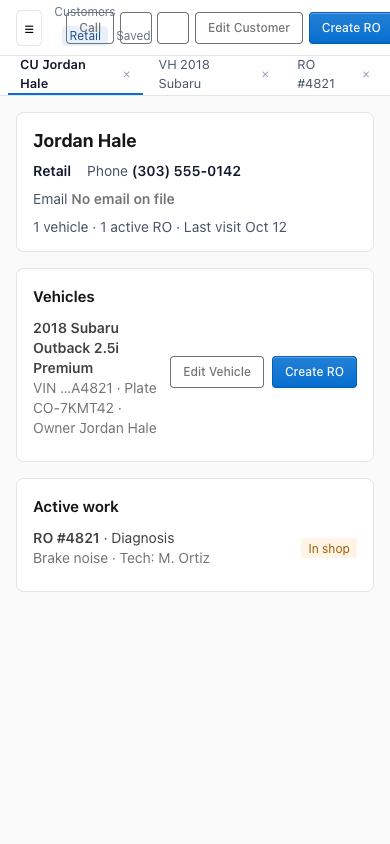 ☰
Customers
Call
Retail
Saved
Edit Customer
Create RO
CU Jordan
Hale
×
VH 2018
Subaru
×
RO
#4821
×
Jordan Hale
Retail Phone (303) 555-0142
Email No email on file
1 vehicle · 1 active RO · Last visit Oct 12
Vehicles
2018 Subaru
Outback 2.5i
Premium
VIN ...A4821 · Plate
CO-7KMT42 ·
Owner Jordan Hale
Edit Vehicle
Create RO
Active work
RO #4821 · Diagnosis
Brake noise · Tech: M. Ortiz
In shop